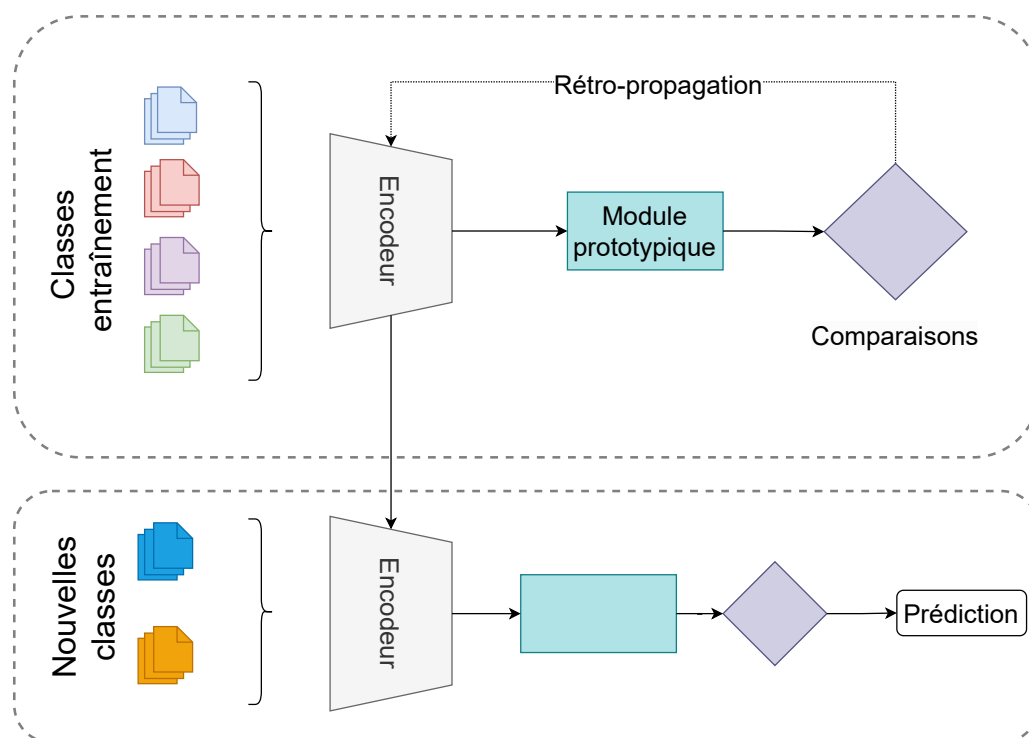 Rétro-propagation
Classes
entraînement
Encodeur
Module
prototypique
Comparaisons
Nouvelles
classes
Encodeur
Prédiction